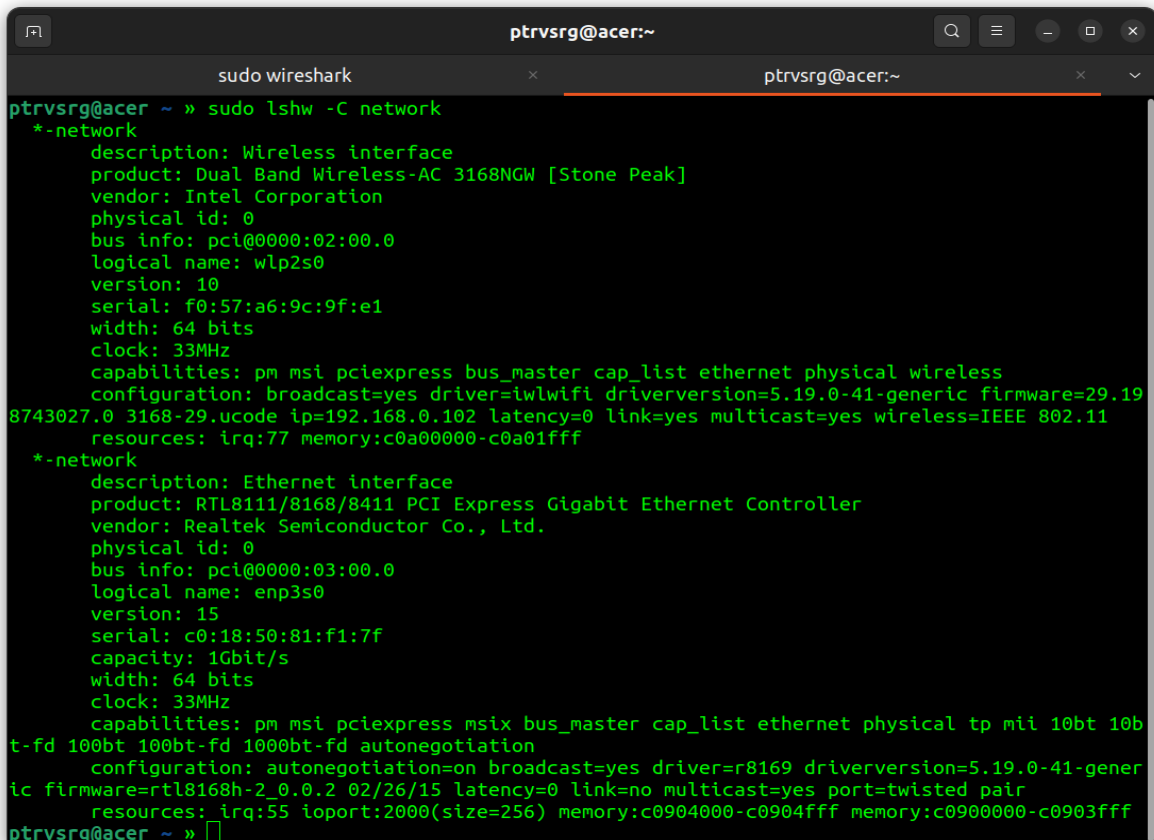 ptrvsrg@acer:~
sudo wireshark
ptrvsrg@acer:~
ptrvsrg@acer ~ » sudo lshw -C network
*-network
description: Wireless interface
product: Dual Band Wireless-AC 3168NGW [Stone Peak]
vendor: Intel Corporation
physical id: 0
bus info: pci@0000:02:00.0
logical name: wlp2s0
version: 10
serial: f0:57:a6:9c:9f:e1
width: 64 bits
clock: 33MHz
capabilities: pm msi pciexpress bus_master cap_list ethernet physical wireless
configuration: broadcast=yes driver=iwlwifi driverversion=5.19.0-41-generic firmware=29.19
8743027.0 3168-29.ucode ip=192.168.0.102 latency=0 link=yes multicast=yes wireless=IEEE 802.11
resources: irq:77 memory:c0a00000-c0a01fff
*-network
description: Ethernet interface
product: RTL8111/8168/8411 PCI Express Gigabit Ethernet Controller
vendor: Realtek Semiconductor Co., Ltd.
physical id: 0
bus info: pci@0000:03:00.0
logical name: enp3s0
version: 15
serial: c0:18:50:81:f1:7f
capacity: 1Gbit/s
width: 64 bits
clock: 33MHz
capabilities: pm msi pciexpress msix bus_master cap_list ethernet physical tp mii 10bt 10b
t-fd 100bt 100bt-fd 1000bt-fd autonegotiation
configuration: autonegotiation=on broadcast=yes driver=r8169 driverversion=5.19.0-41-gener
ic firmware=rtl8168h-2_0.0.2 02/26/15 latency=0 link=no multicast=yes port=twisted pair
resources: irq:55 ioport:2000(size=256) memory:c0904000-c0904fff memory:c0900000-c0903fff
ptrvsrg@acer ~ »